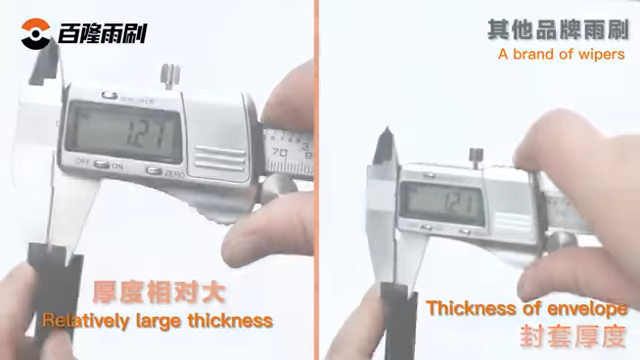 百隆雨刷
1.27
OFF ON ZERO
70
厚度相对大
Relatively large thickness
其他品牌雨刷
A brand of wipers
1.21
Thickness of envelope
封套厚度